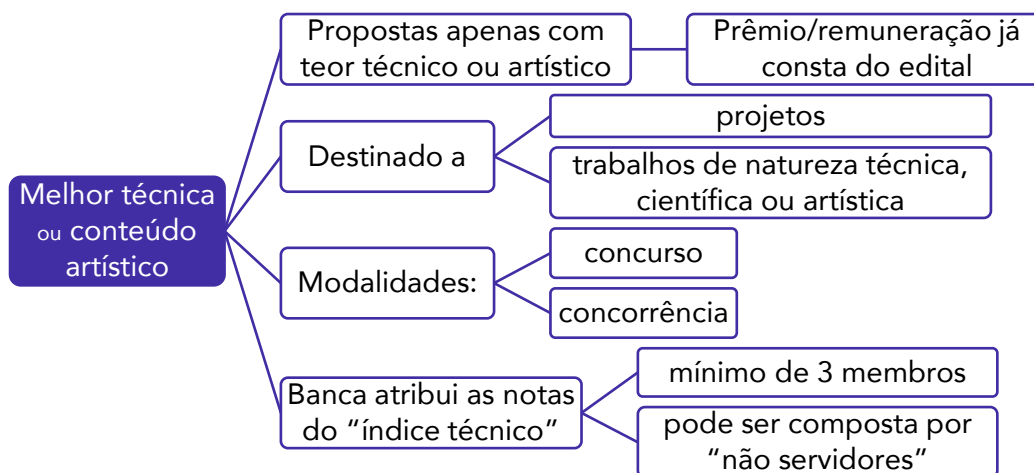 Propostas apenas com
teor técnico ou artístico
Prêmio/remuneração já
consta do edital
Destinado a
projetos
trabalhos de natureza técnica,
científica ou artística
Melhor técnica
ou conteúdo
artístico
Modalidades:
concurso
concorrência
Banca atribui as notas
do “índice técnico”
mínimo de 3 membros
pode ser composta por
“não servidores”